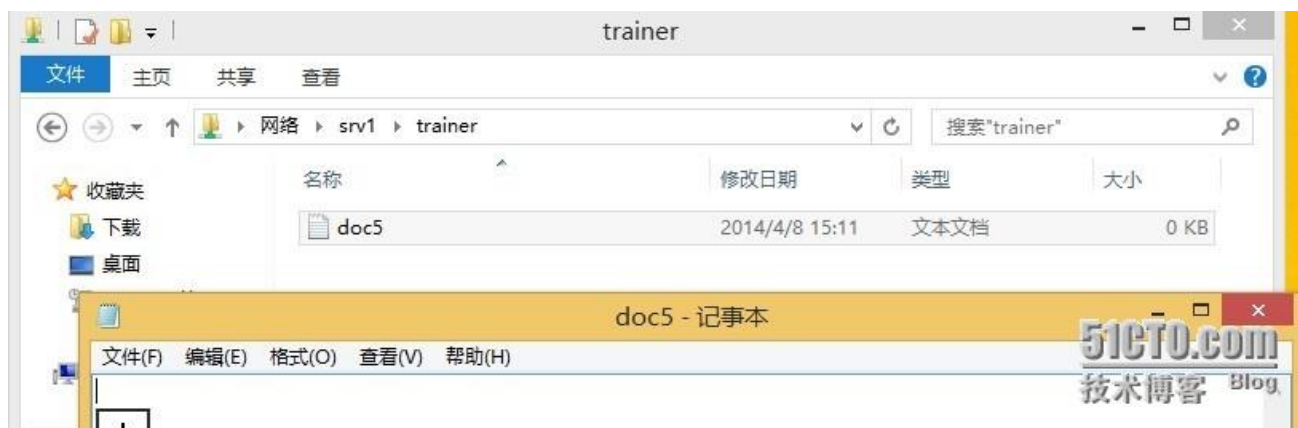 trainer
文件 主页 共享 查看
网络 srv1 trainer 搜索"trainer"
名称 修改日期 类型 大小
收藏夹
doc5 2014/4/8 15:11 文本文档 0 KB
下载
桌面
doc5 - 记事本
文件(F) 编辑(E) 格式(O) 查看(V) 帮助(H)
51CTO.com
技术博客 Blog